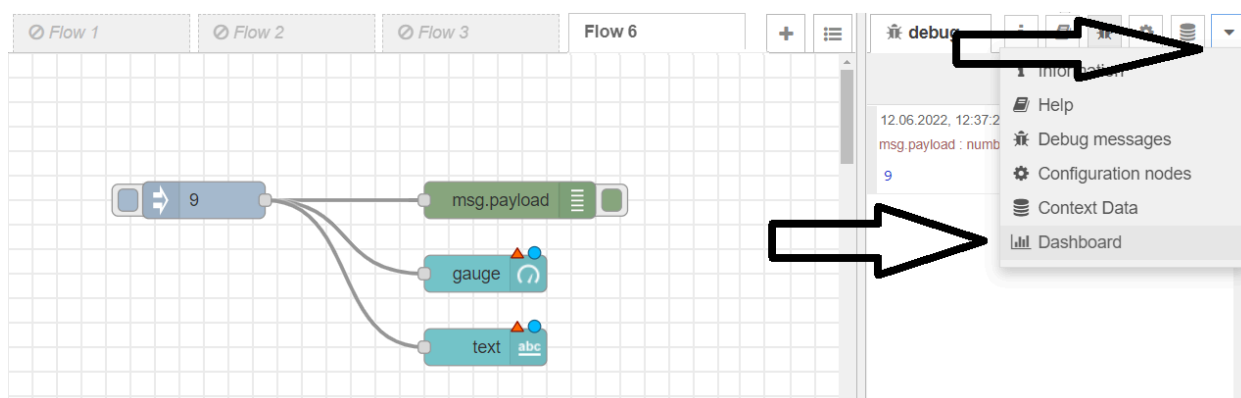 Flow 1
Flow 2
Flow 3
Flow 6
debug
Information
Help
12.06.2022, 12:37:2
Debug messages
msg.payload : numb
9
Configuration nodes
Context Data
Dashboard
9
msg.payload
gauge
text
abc